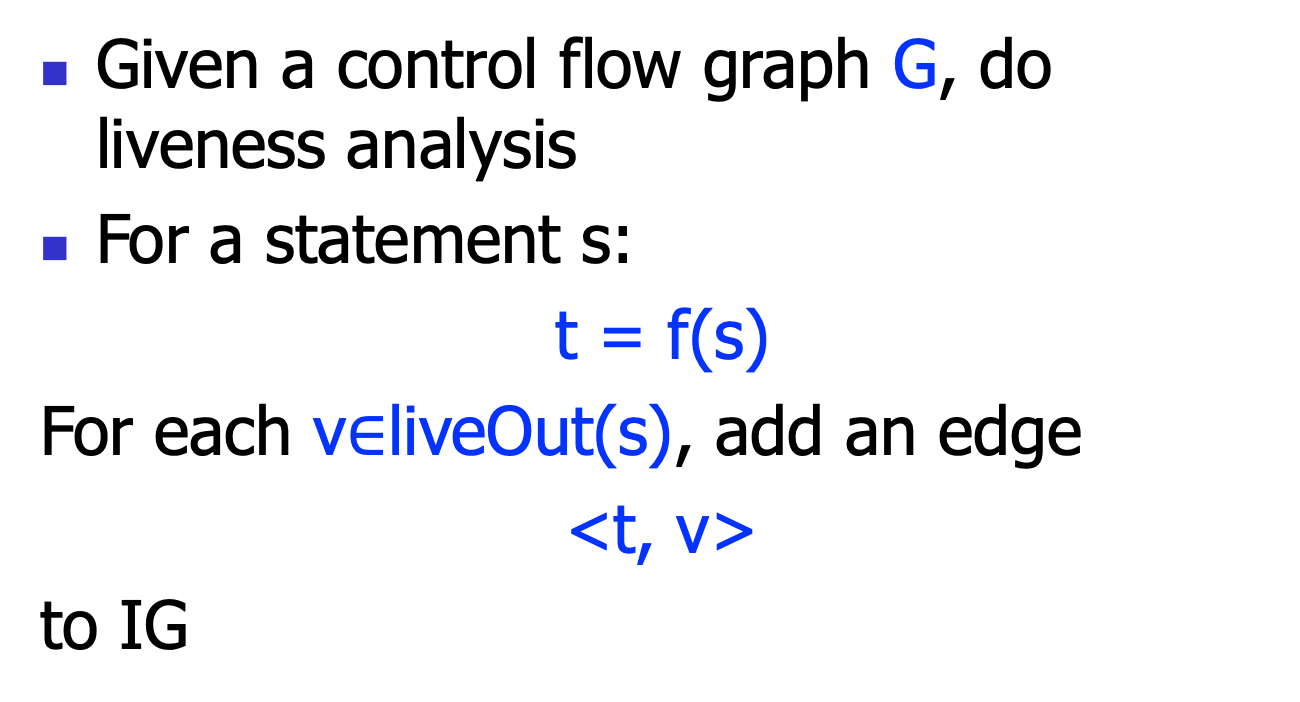 ▪ Given a control flow graph G, do
liveness analysis
▪ For a statement s:
t = f(s)
For each v∈liveOut(s), add an edge
<t, v>
to IG